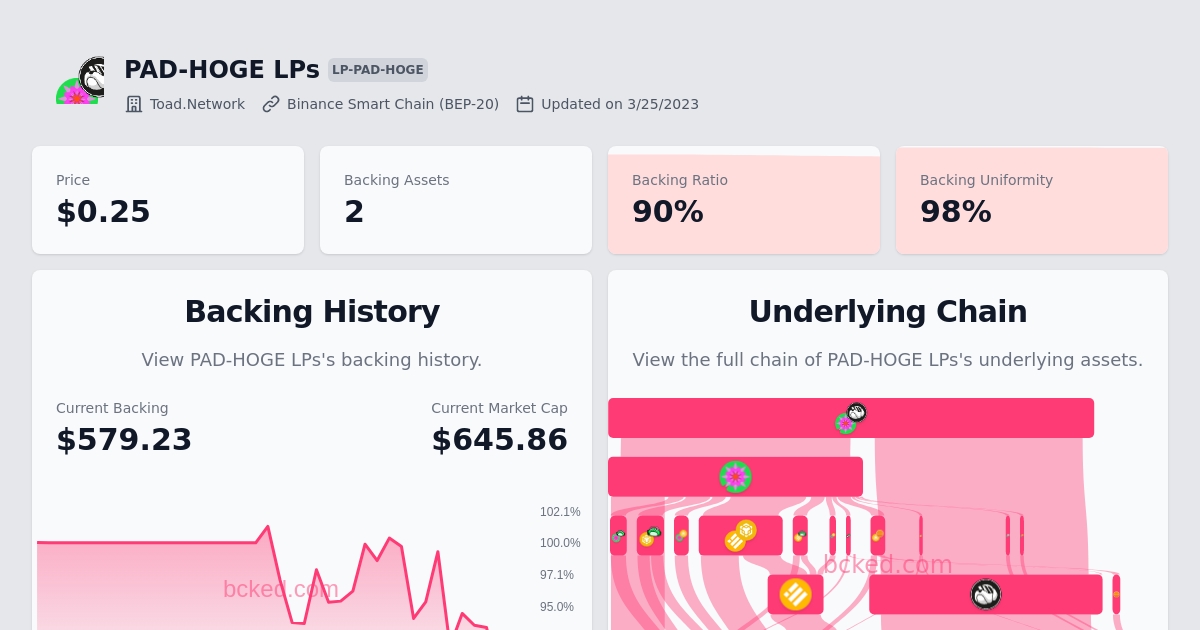 PAD-HOGE LPs LP-PAD-HOGE
Toad.Network Binance Smart Chain (BEP-20) Updated on 3/25/2023
Price
$0.25
Backing Assets
2
Backing Ratio
90%
Backing Uniformity
98%
Backing History
View PAD-HOGE LPs's backing history.
Current Backing
$579.23
Current Market Cap
$645.86
102.1%
100.0%
97.1%
95.0%
bcked.com
Underlying Chain
View the full chain of PAD-HOGE LPs's underlying assets.
bcked.com